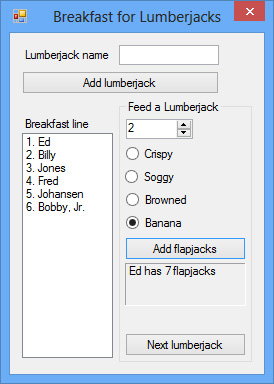 Breakfast for Lumberjacks
Lumberjack name
Add lumberjack
Breakfast line
1. Ed
2. Billy
3. Jones
4. Fred
5. Johansen
6. Bobby, Jr.
Feed a Lumberjack
2
Crispy
Soggy
Browned
Banana
Add flapjacks
Ed has 7 flapjacks
Next lumberjack